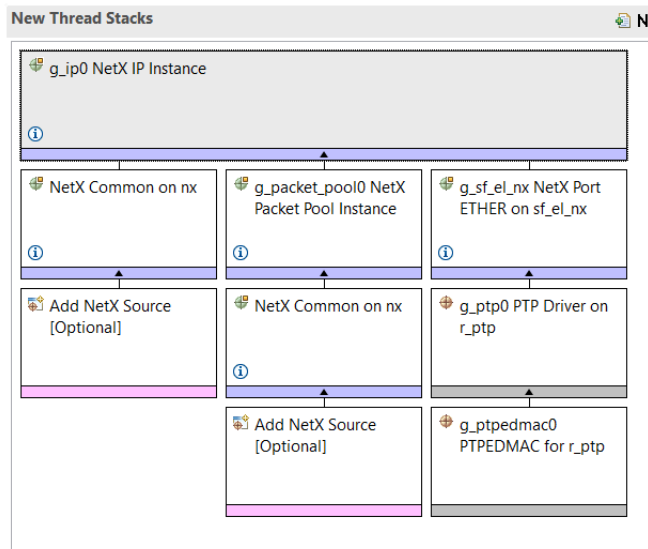 New Thread Stacks
N
g_ip0 NetX IP Instance
NetX Common on nx
g_packet_pool0 NetX
Packet Pool Instance
g_sf_el_nx NetX Port
ETHER on sf_el_nx
Add NetX Source
[Optional]
NetX Common on nx
g_ptp0 PTP Driver on
r_ptp
Add NetX Source
[Optional]
g_ptpedmac0
PTPEDMAC for r_ptp